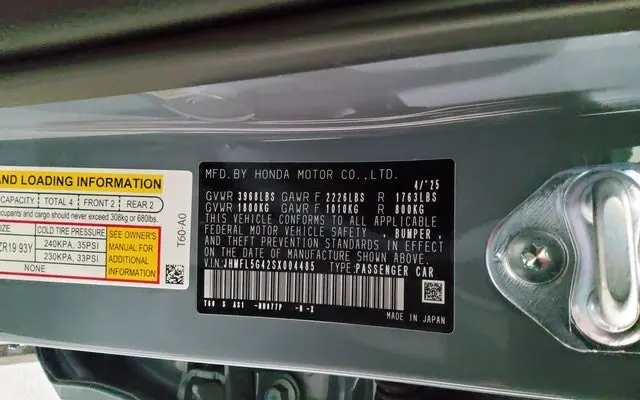 AND LOADING INFORMATION
CAPACITY TOTAL 4 FRONT 2 REAR 2
occupants and cargo should never exceed 308kg or 680lbs.
COLD TIRE PRESSURE
ZR19 93Y 240KPA, 35PSI
230KPA, 33PSI
NONE
SEE OWNER'S
MANUAL FOR
ADDITIONAL
INFORMATION
T60-A0
MFD.BY HONDA MOTOR CO.,LTD.
4/'25
GVWR 3968LBS GAWR F 2226LBS R 1763LBS
GVWR 1800KG GAWR F 1010KG R 800KG
THIS VEHICLE CONFORMS TO ALL APPLICABLE
FEDERAL MOTOR VEHICLE SAFETY , BUMPER ,
AND THEFT PREVENTION STANDARDS IN EFFECT
ON THE DATE OF MANUFACTURE SHOWN ABOVE.
V.I.N:JHMFL5G42SX004485 TYPE:PASSENGER CAR
MADE IN JAPAN